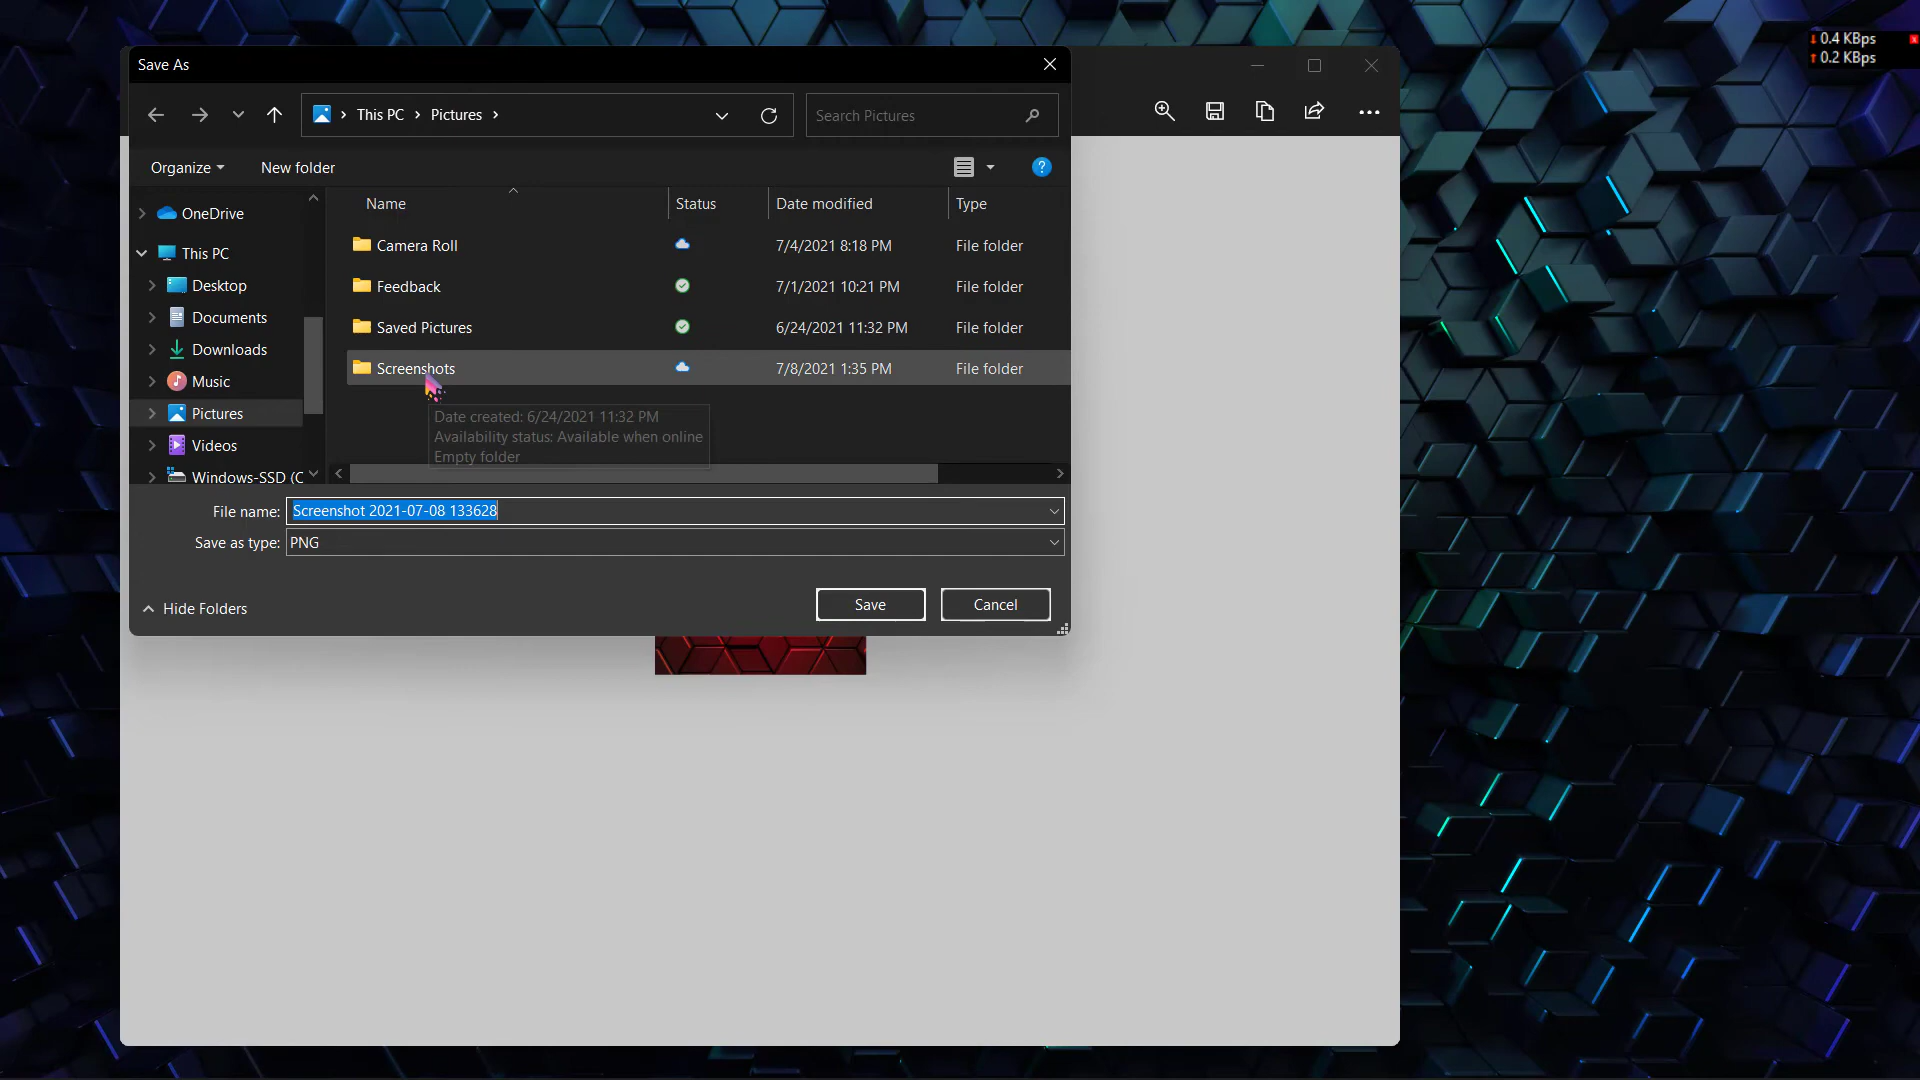 Save As
0.4 KBps
0.2 KBps
This PC
Pictures
Search Pictures
Organize
New folder
Name
Status
Date modified
Type
OneDrive
This PC
Desktop
Documents
Downloads
Music
Pictures
Videos
Windows-SSD (C
Camera Roll 7/4/2021 8:18 PM File folder
Feedback 7/1/2021 10:21 PM File folder
Saved Pictures 6/24/2021 11:32 PM File folder
Screenshots 7/8/2021 1:35 PM File folder
Date created: 6/24/2021 11:32 PM
Availability status: Available when online
Empty folder
File name: Screenshot 2021-07-08 133628
Save as type: PNG
Hide Folders
Save
Cancel